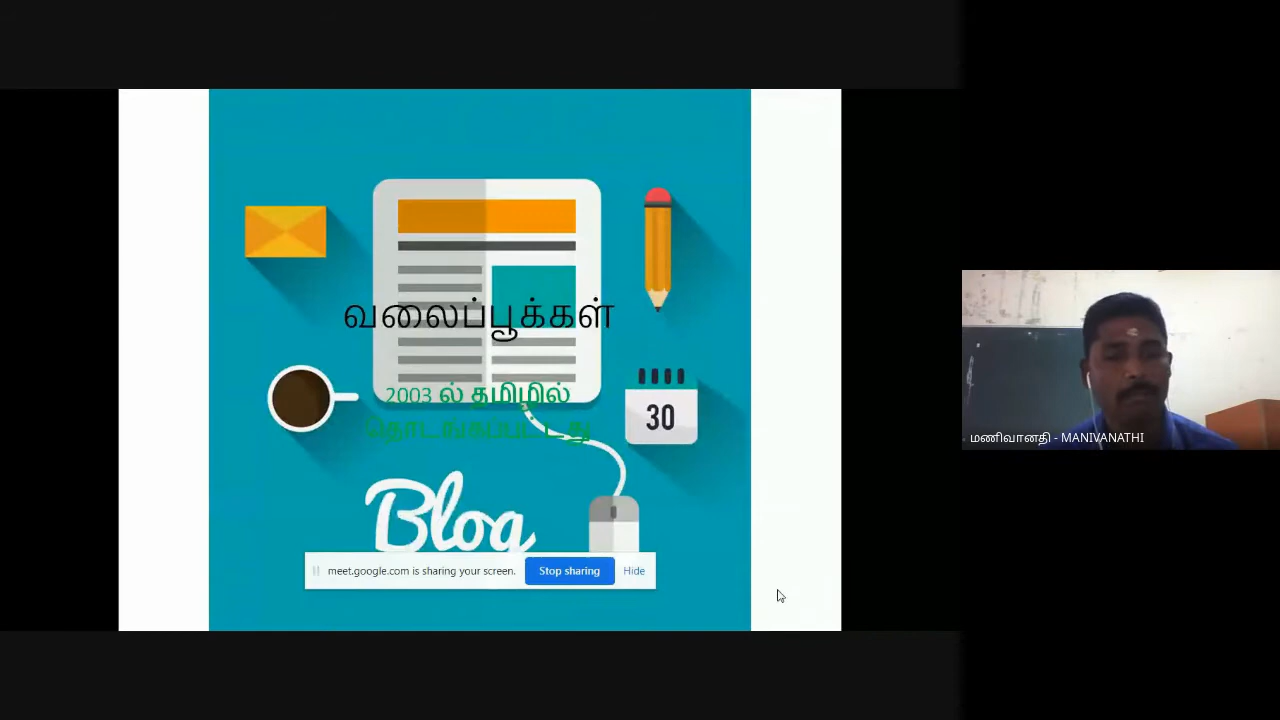 வலைப்பூக்கள்
2003 ல் தமிழில்
தொடங்கப்பட்டது
30
Blog
meet.google.com is sharing your screen. Stop sharing Hide
மணிவானதி - MANIVANATHI